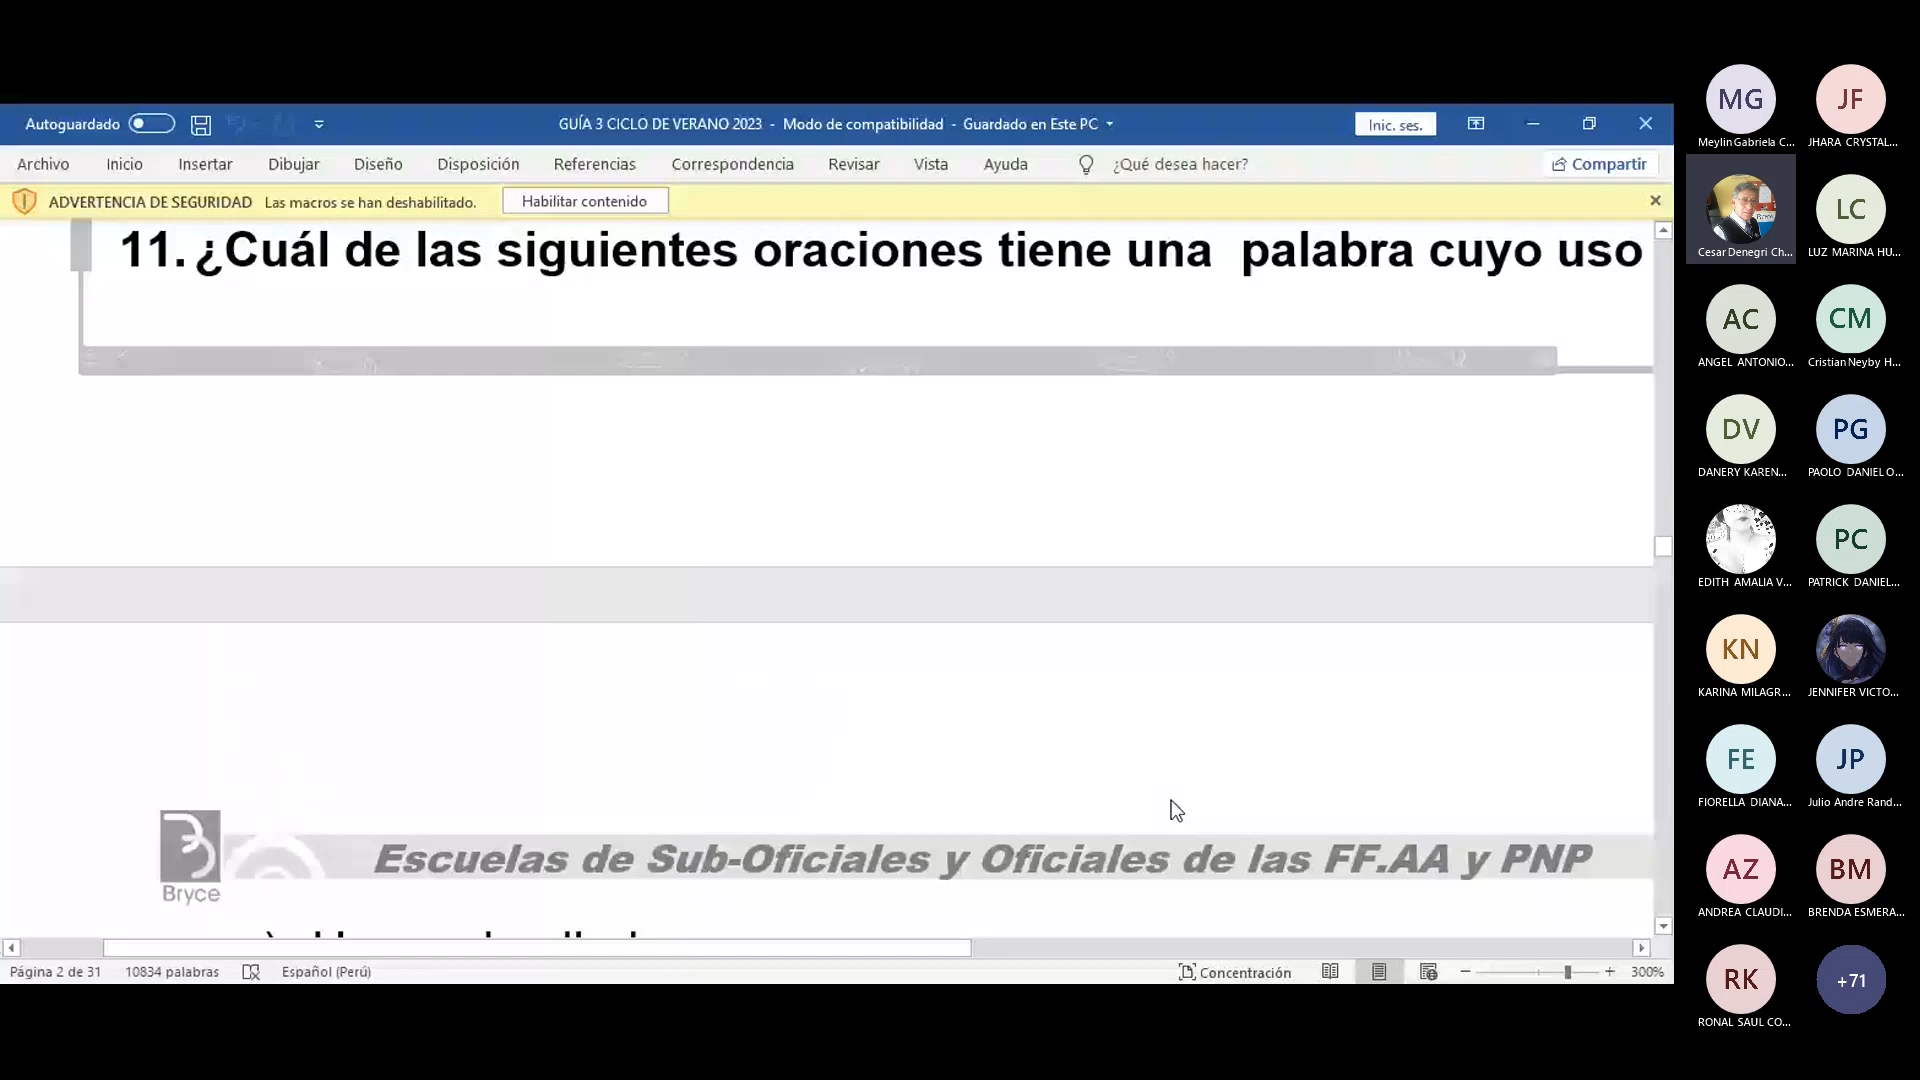 Autoguardado
GUÍA 3 CICLO DE VERANO 2023 - Modo de compatibilidad - Guardado en Este PC
Inic. ses.
Archivo Inicio Insertar Dibujar Diseño Disposición Referencias Correspondencia Revisar Vista Ayuda ¿Qué desea hacer? Compartir
ADVERTENCIA DE SEGURIDAD Las macros se han deshabilitado. Habilitar contenido
11. ¿Cuál de las siguientes oraciones tiene una palabra cuyo uso
Escuelas de Sub-Oficiales y Oficiales de las FF.AA y PNP
Bryce
Página 2 de 31 10834 palabras Español (Perú) Concentración 300%
MG JF
Meylin Gabriela C... JHARA CRYSTAL...
LC
Cesar Denegri Ch... LUZ MARINA HU...
AC CM
ANGEL ANTONIO... Cristian Neyby H...
DV PG
DANERY KAREN... PAOLO DANIEL O...
PC
EDITH AMALIA V... PATRICK DANIEL...
KN
KARINA MILAGR... JENNIFER VICTO...
FE JP
FIORELLA DIANA... Julio Andre Rand...
AZ BM
ANDREA CLAUDI... BRENDA ESMERA...
RK +71
RONAL SAUL CO...